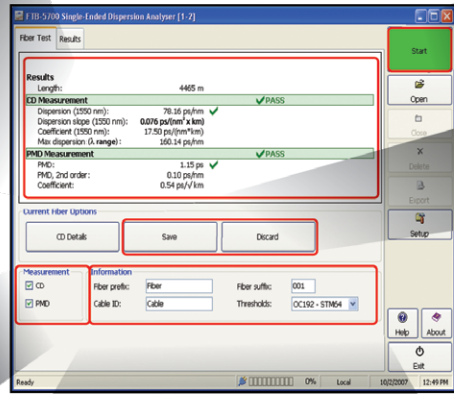 FTB-5700 Single-Ended Dispersion Analyser [1-2]
Fiber Test Results
Start
Results
Length: 4465 m
CD Measurement ✓PASS
Dispersion (1550 nm): 78.16 ps/nm ✓
Dispersion slope (1550 nm): 0.076 ps/(nm² x km)
Coefficient (1550 nm): 17.50 ps/(nm*km)
Max dispersion (λ range): 160.14 ps/nm
PMD Measurement ✓PASS
PMD: 1.15 ps ✓
PMD, 2nd order: 0.10 ps/nm
Coefficient: 0.54 ps/√km
Open
Close
Delete
Export
Setup
Current Fiber Options
CD Details Save Discard
Measurement
CD
PMD
Information
Fiber prefix: Fiber Fiber suffix: 001
Cable ID: Cable Thresholds: OC192 - STM64
Help About
Exit
Ready 0% Local 10/2/2007 12:49 PM